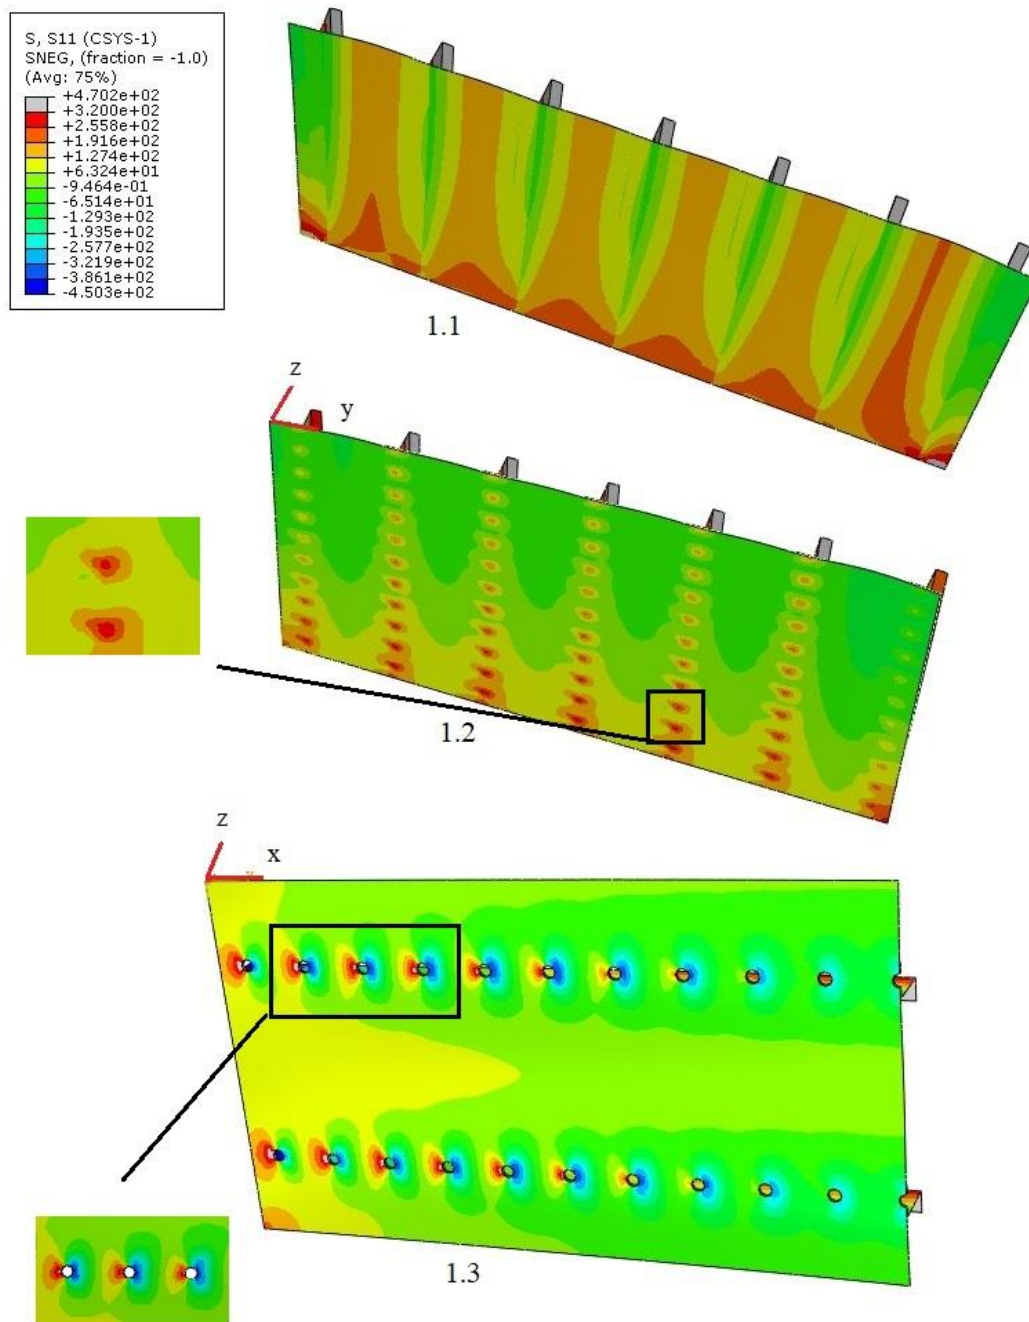 S, S11 (CSYS-1)
SNEG, (fraction = -1.0)
(Avg: 75%)
+4.702e+02
+3.200e+02
+2.558e+02
+1.916e+02
+1.274e+02
+6.324e+01
-9.464e-01
-6.514e+01
-1.293e+02
-1.935e+02
-2.577e+02
-3.219e+02
-3.861e+02
-4.503e+02
1.1
z
y
1.2
z
x
1.3